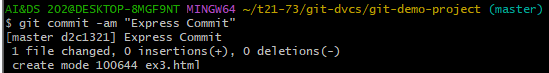 AI&DS 202@DESKTOP-8MGF9NT MINGW64 ~/t21-73/git-dvcs/git-demo-project (master)
$ git commit -am "Express Commit"
[master d2c1321] Express Commit
 1 file changed, 0 insertions(+), 0 deletions(-)
 create mode 100644 ex3.html